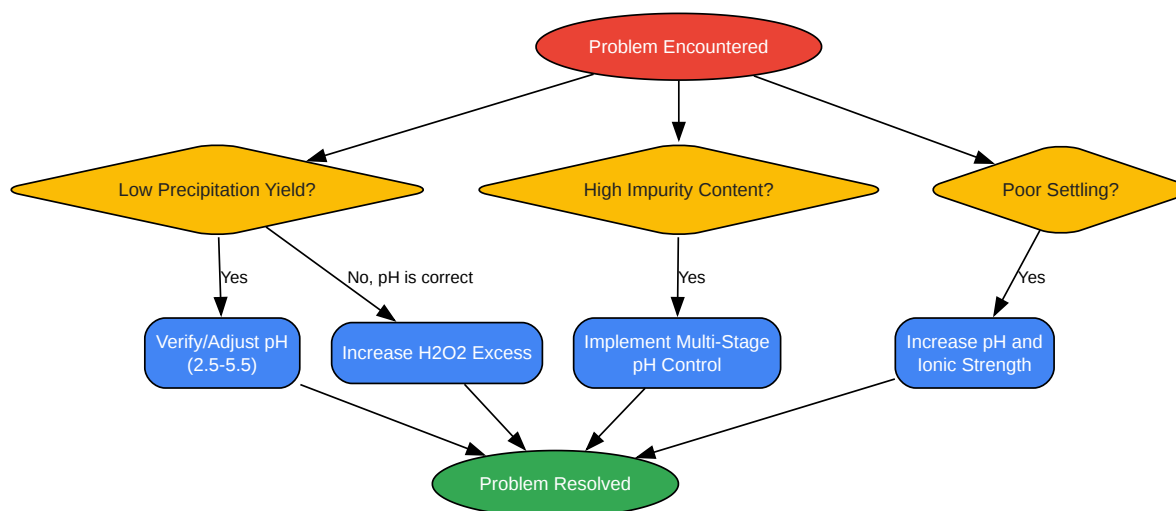 Problem Encountered
Low Precipitation Yield?
High Impurity Content?
Poor Settling?
Yes
No, pH is correct
Yes
Yes
Verify/Adjust pH
(2.5-5.5)
Increase H2O2 Excess
Implement Multi-Stage
pH Control
Increase pH and
Ionic Strength
Problem Resolved